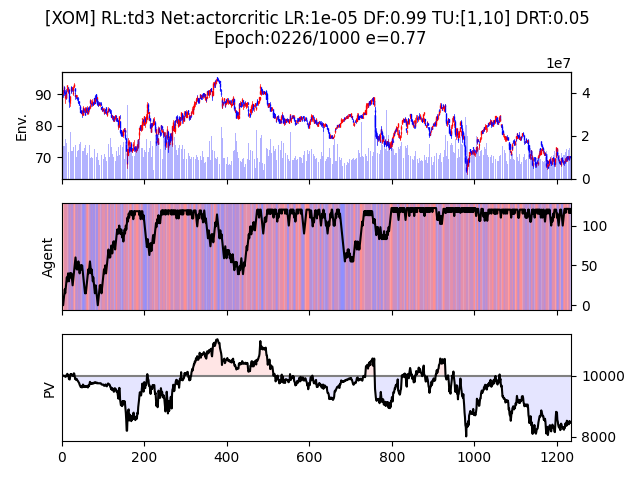 [XOM] RL:td3 Net:actorcritic LR:1e-05 DF:0.99 TU:[1,10] DRT:0.05
Epoch:0226/1000 e=0.77
1e7
Env.
90
80
70
4
2
0
Agent
100
50
0
PV
10000
8000
0 200 400 600 800 1000 1200